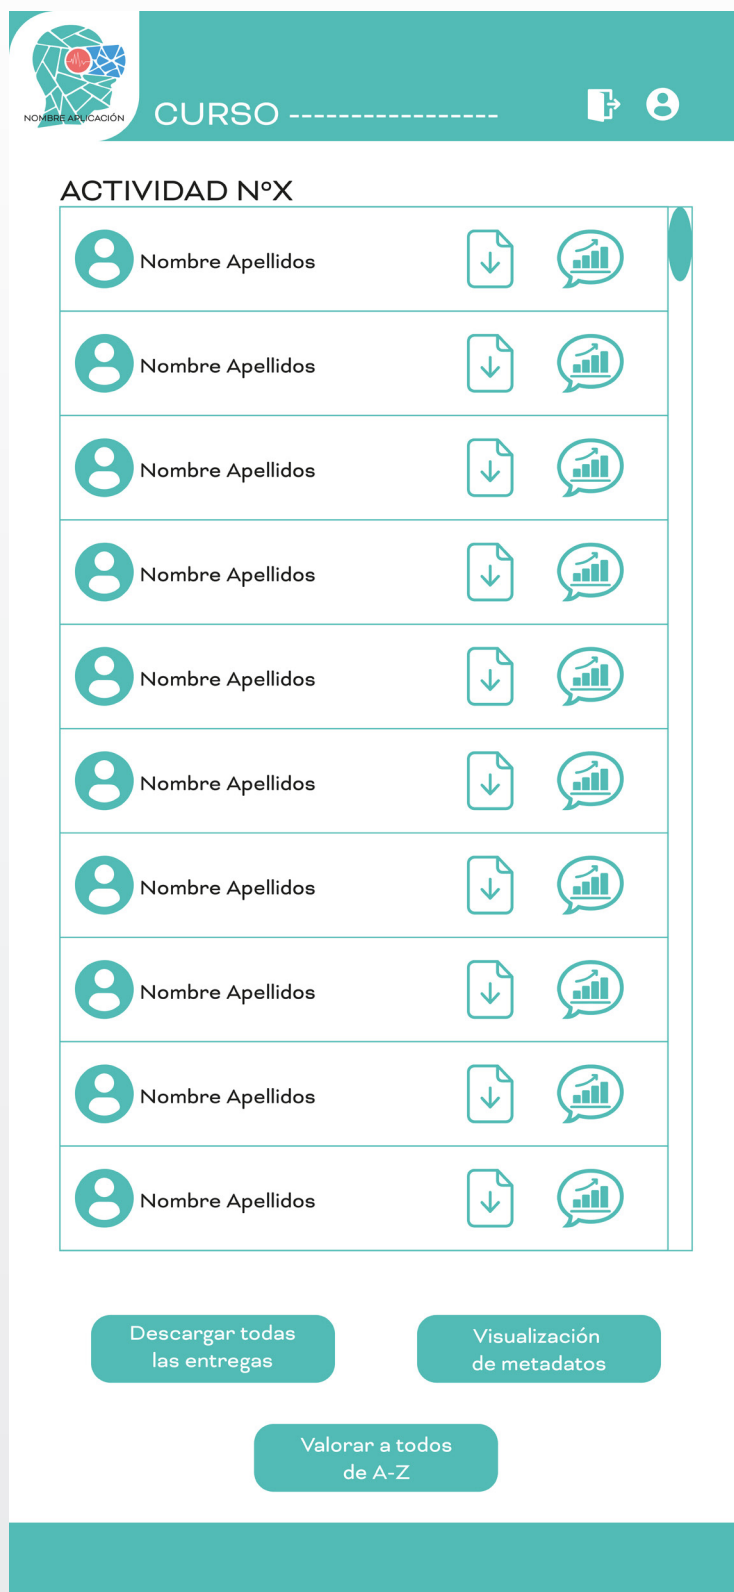 NOMBRE APLICACIÓN
CURSO -----------------
ACTIVIDAD NºX
Nombre Apellidos
Nombre Apellidos
Nombre Apellidos
Nombre Apellidos
Nombre Apellidos
Nombre Apellidos
Nombre Apellidos
Nombre Apellidos
Nombre Apellidos
Nombre Apellidos
Descargar todas
las entregas
Visualización
de metadatos
Valorar a todos
de A-Z